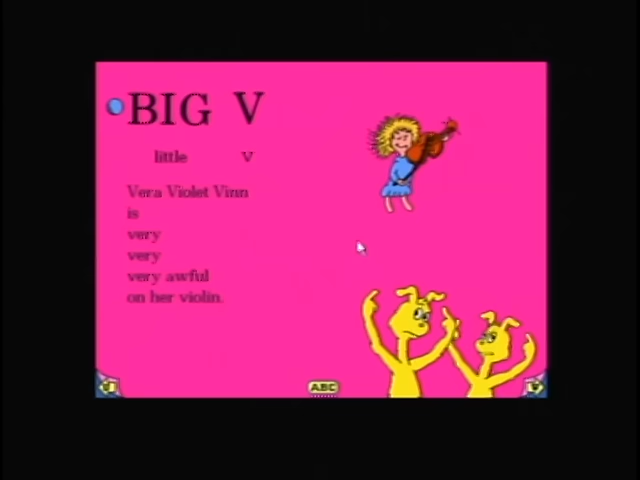 BIG V
little v
Vera Violet Vinn
is
very
very
very awful
on her violin.
ABC